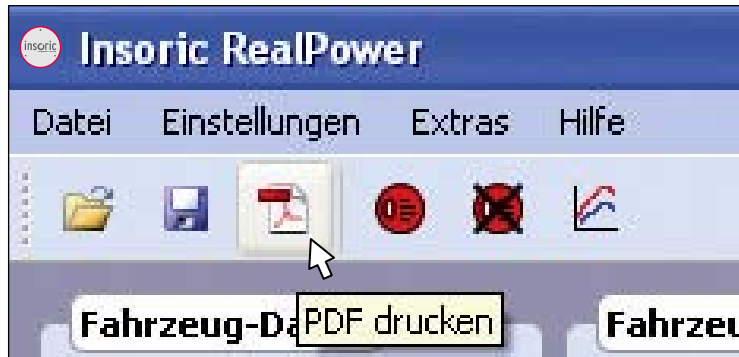 insoric Insoric RealPower
Datei Einstellungen Extras Hilfe
PDF drucken
Fahrzeug-Da Fahrzeu